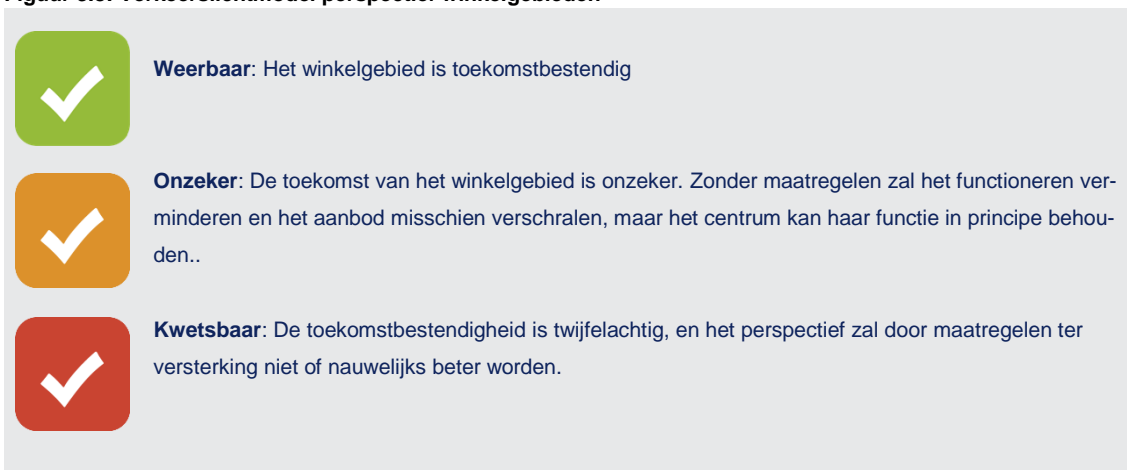 Weerbaar: Het winkelgebied is toekomstbestendig
Onzeker: De toekomst van het winkelgebied is onzeker. Zonder maatregelen zal het functioneren ver-
minderen en het aanbod misschien verschralen, maar het centrum kan haar functie in principe behou-
den..
Kwetsbaar: De toekomstbestendigheid is twijfelachtig, en het perspectief zal door maatregelen ter
versterking niet of nauwelijks beter worden.